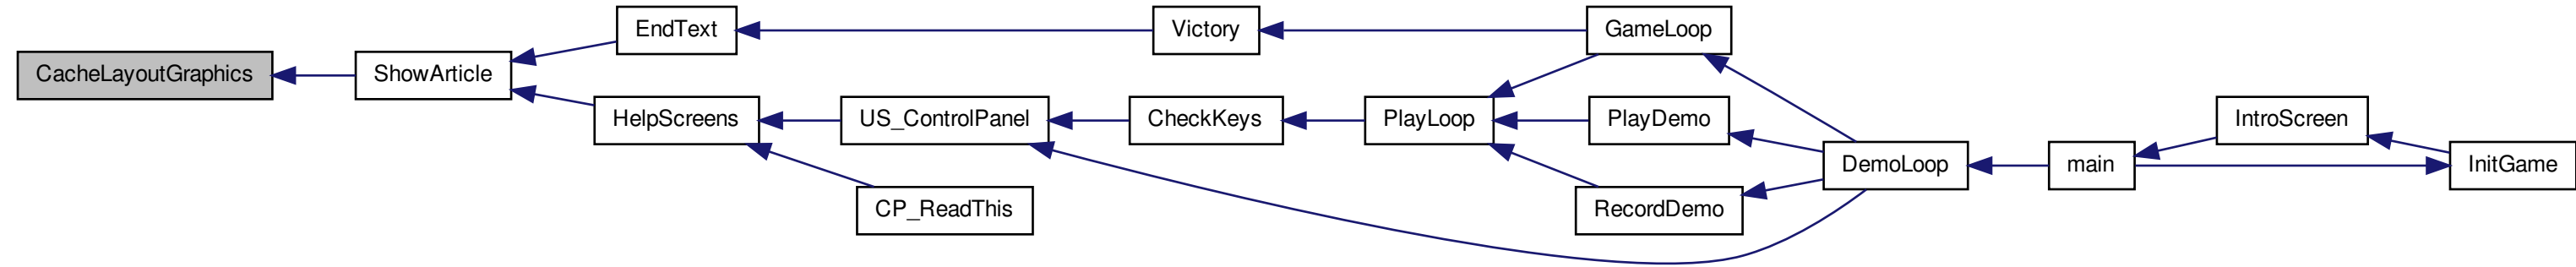 CacheLayoutGraphics
ShowArticle
EndText
HelpScreens
Victory
US_ControlPanel
CP_ReadThis
CheckKeys
PlayLoop
GameLoop
PlayDemo
RecordDemo
DemoLoop
main
IntroScreen
InitGame